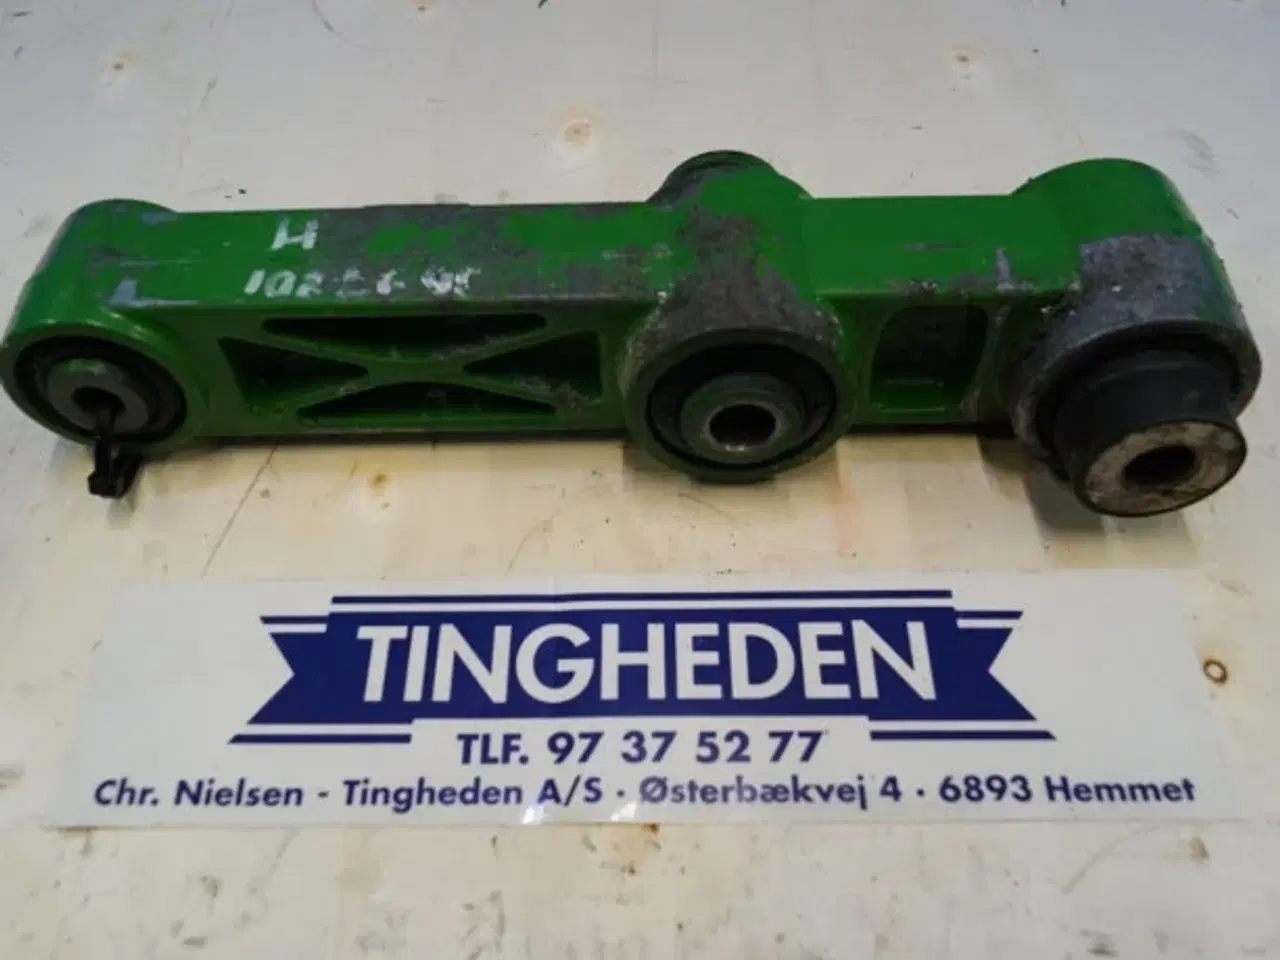 H
TINGHEDEN
TLF. 97 37 52 77
Chr. Nielsen - Tingheden A/S · Østerbækvej 4 · 6893 Hemmet